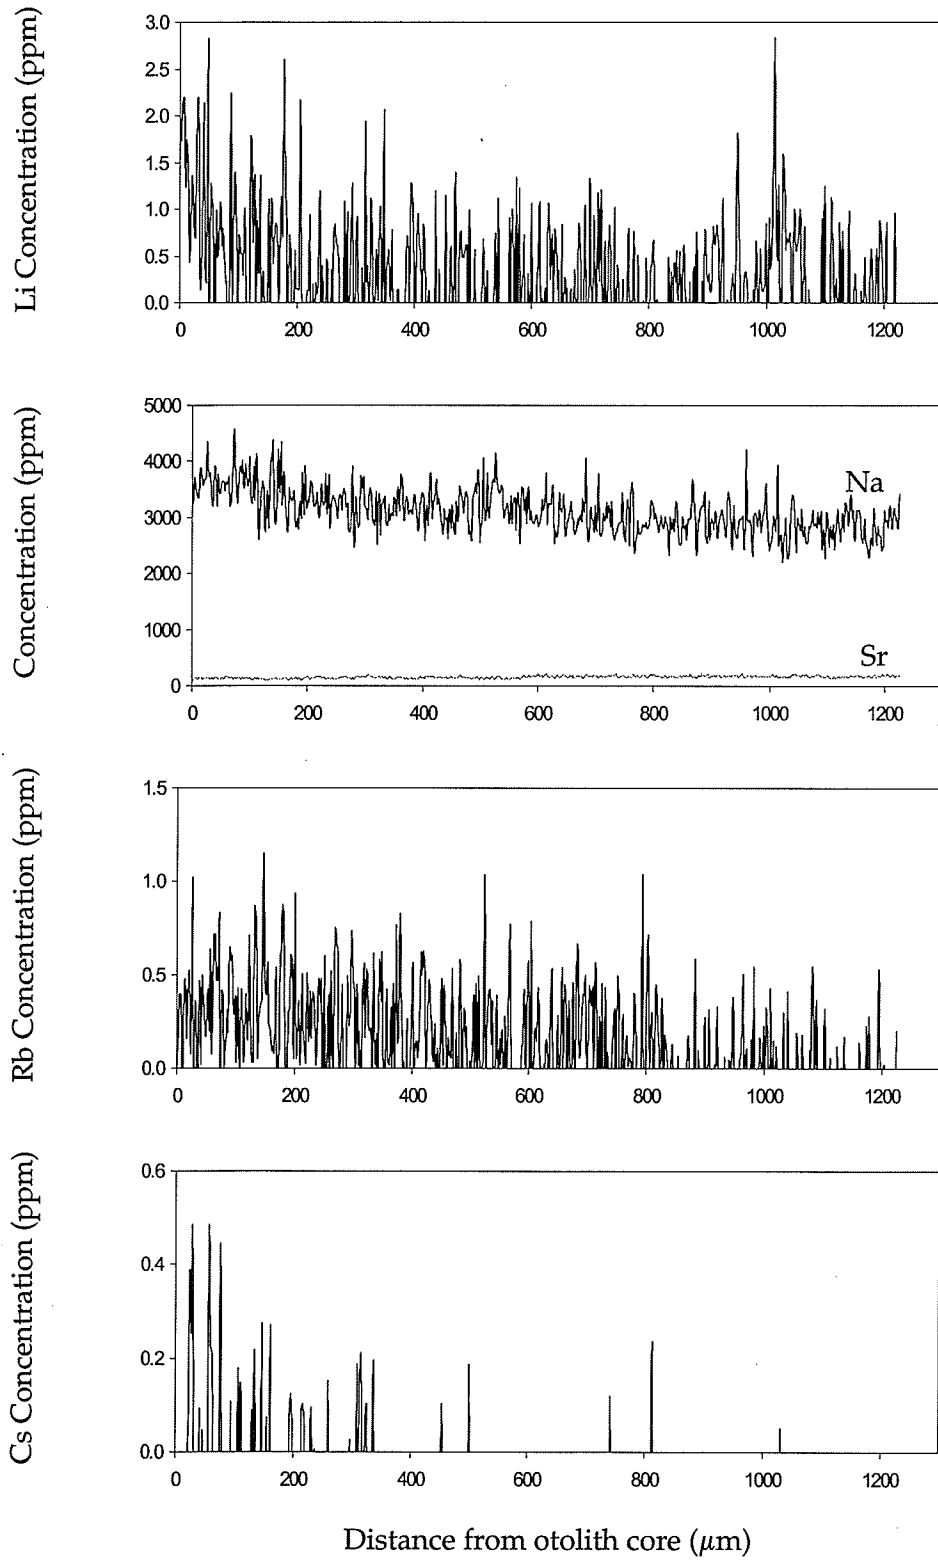 Li Concentration (ppm)
3.0
2.5
2.0
1.5
1.0
0.5
0.0
0 200 400 600 800 1000 1200
Concentration (ppm)
5000
4000
3000
2000
1000
0
Na
Sr
0 200 400 600 800 1000 1200
Rb Concentration (ppm)
1.5
1.0
0.5
0.0
0 200 400 600 800 1000 1200
Cs Concentration (ppm)
0.6
0.4
0.2
0.0
0 200 400 600 800 1000 1200
Distance from otolith core (μm)